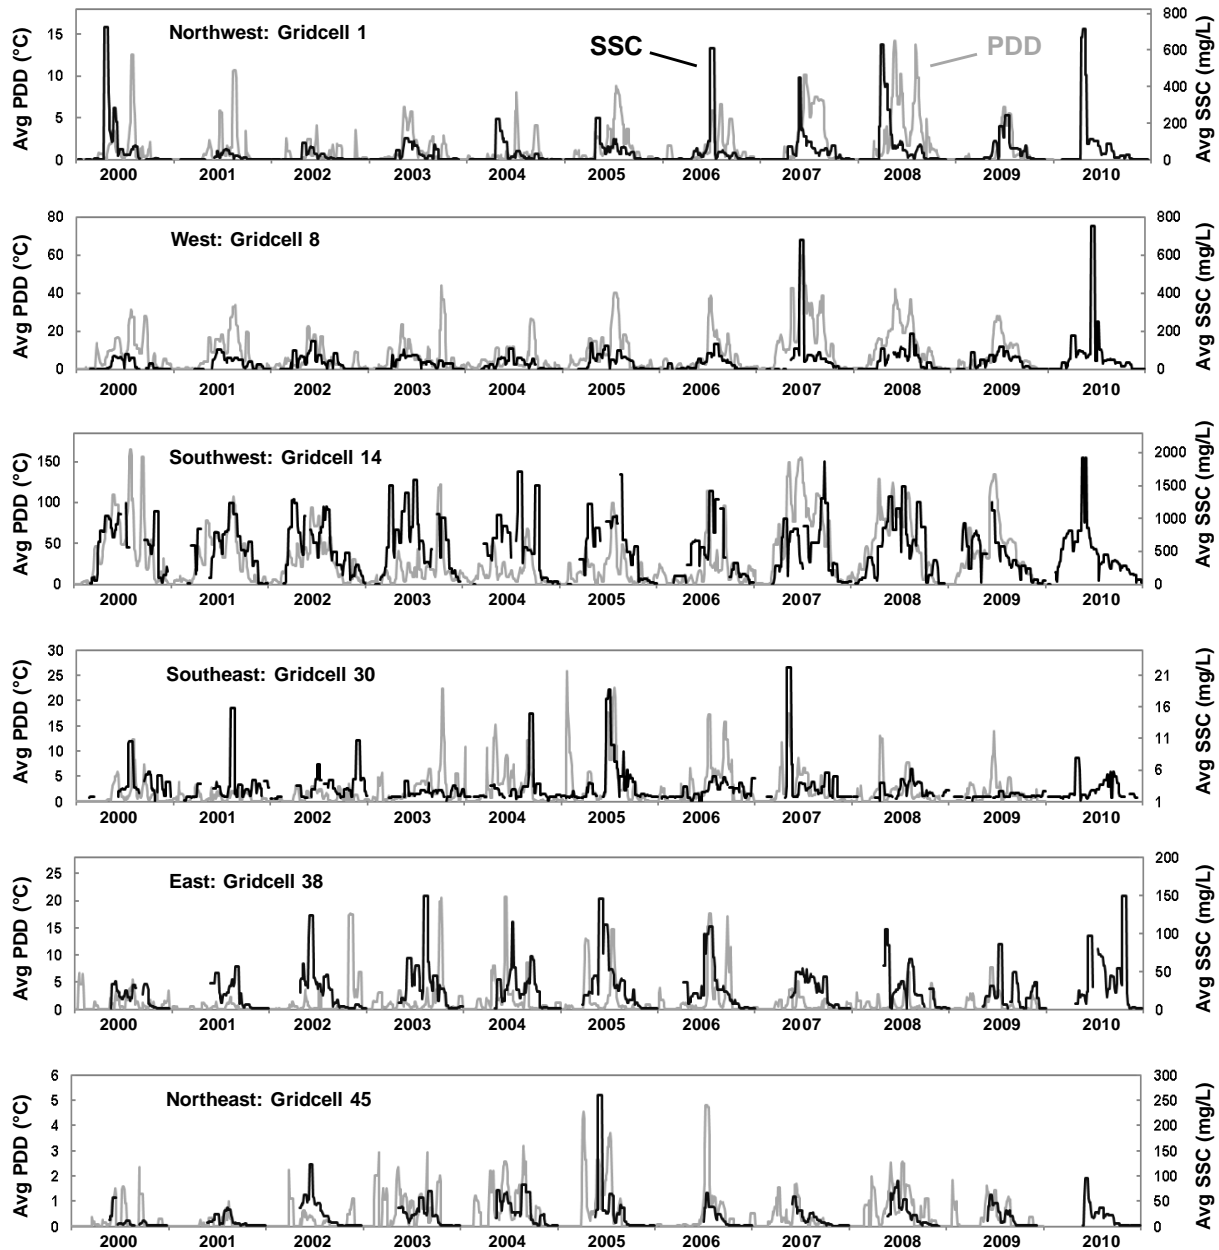 Northwest: Gridcell 1
SSC
PDD
Avg PDD (°C)
15
10
5
0
800
600
400
200
0
Avg SSC (mg/L)
2000 2001 2002 2003 2004 2005 2006 2007 2008 2009 2010
West: Gridcell 8
Avg PDD (°C)
80
60
40
20
0
800
600
400
200
0
Avg SSC (mg/L)
2000 2001 2002 2003 2004 2005 2006 2007 2008 2009 2010
Southwest: Gridcell 14
Avg PDD (°C)
150
100
50
0
2000
1500
1000
500
0
Avg SSC (mg/L)
2000 2001 2002 2003 2004 2005 2006 2007 2008 2009 2010
Southeast: Gridcell 30
Avg PDD (°C)
30
25
20
15
10
5
0
21
16
11
6
1
Avg SSC (mg/L)
2000 2001 2002 2003 2004 2005 2006 2007 2008 2009 2010
East: Gridcell 38
Avg PDD (°C)
25
20
15
10
5
0
200
150
100
50
0
Avg SSC (mg/L)
2000 2001 2002 2003 2004 2005 2006 2007 2008 2009 2010
Northeast: Gridcell 45
Avg PDD (°C)
6
5
4
3
2
1
0
300
250
200
150
100
50
0
Avg SSC (mg/L)
2000 2001 2002 2003 2004 2005 2006 2007 2008 2009 2010